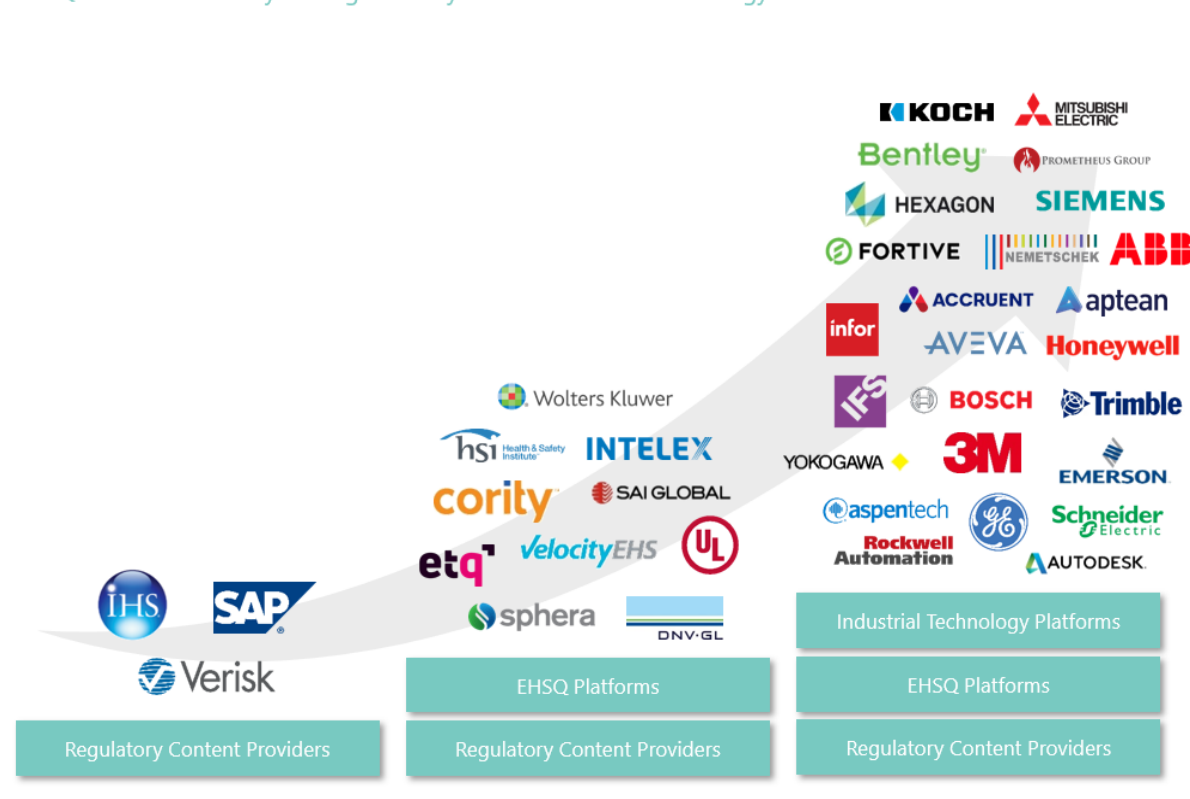 KOCH
MITSUBISHI
ELECTRIC
Bentley®
PROMETHEUS GROUP
HEXAGON
SIEMENS
FORTIVE
NEMETSCHEK
ABB
ACCRUENT
aptean
infor
AVEVA
Honeywell
IFS
BOSCH
Trimble
Wolters Kluwer
hsi Health & Safety
Institute
INTELEX
YOKOGAWA
3M
EMERSON
cority
SAI GLOBAL
aspentech
GE
Schneider
Electric
etq
VelocityEHS
UL
Rockwell
Automation
AUTODESK
IHS
SAP®
sphera
DNV·GL
Industrial Technology Platforms
Verisk
EHSQ Platforms
EHSQ Platforms
Regulatory Content Providers
Regulatory Content Providers
Regulatory Content Providers